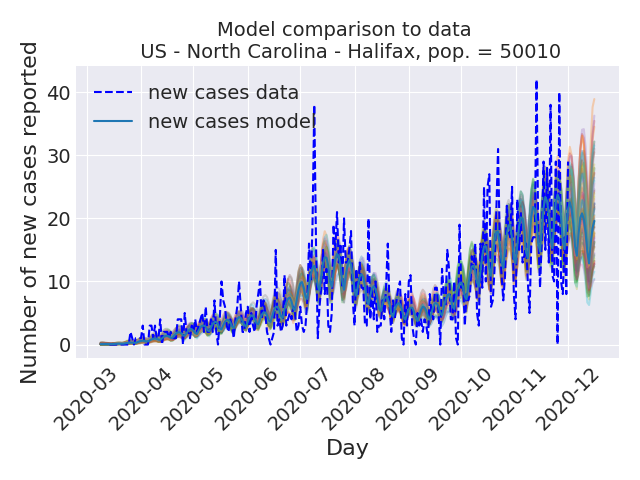 Model comparison to data
US - North Carolina - Halifax, pop. = 50010
Number of new cases reported
40
30
20
10
0
new cases data
new cases model
2020-03
2020-04
2020-05
2020-06
2020-07
2020-08
2020-09
2020-10
2020-11
2020-12
Day